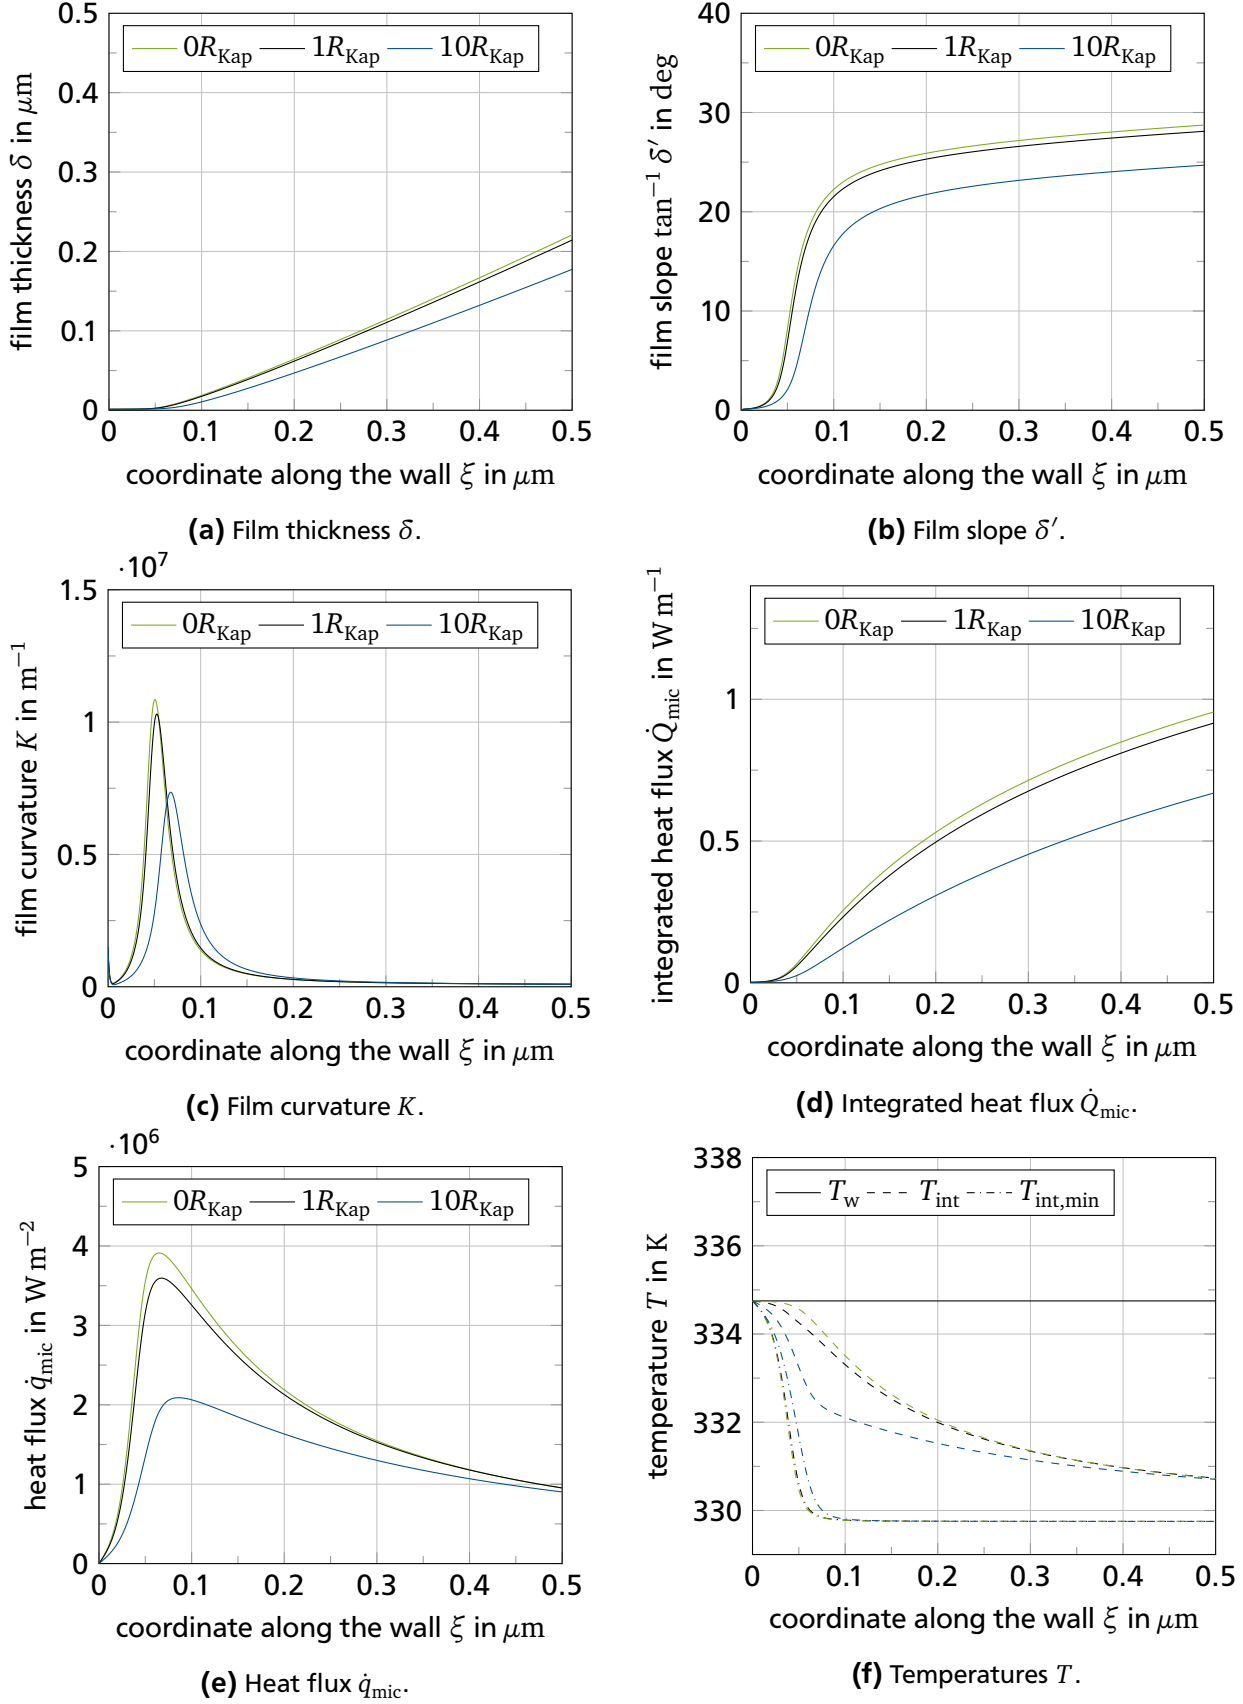 0R_Kap 1R_Kap 10R_Kap
film thickness δ in μm
0.5
0.4
0.3
0.2
0.1
0
0 0.1 0.2 0.3 0.4 0.5
coordinate along the wall ξ in μm
(a) Film thickness δ.
0R_Kap 1R_Kap 10R_Kap
film slope tan⁻¹ δ′ in deg
40
30
20
10
0
0 0.1 0.2 0.3 0.4 0.5
coordinate along the wall ξ in μm
(b) Film slope δ′.
·10⁷
0R_Kap 1R_Kap 10R_Kap
film curvature K in m⁻¹
1.5
1
0.5
0
0 0.1 0.2 0.3 0.4 0.5
coordinate along the wall ξ in μm
(c) Film curvature K.
0R_Kap 1R_Kap 10R_Kap
integrated heat flux Q̇_mic in W m⁻¹
1
0.5
0
0 0.1 0.2 0.3 0.4 0.5
coordinate along the wall ξ in μm
(d) Integrated heat flux Q̇_mic.
·10⁶
0R_Kap 1R_Kap 10R_Kap
heat flux q̇_mic in W m⁻²
5
4
3
2
1
0
0 0.1 0.2 0.3 0.4 0.5
coordinate along the wall ξ in μm
(e) Heat flux q̇_mic.
T_w T_int T_int,min
temperature T in K
338
336
334
332
330
0 0.1 0.2 0.3 0.4 0.5
coordinate along the wall ξ in μm
(f) Temperatures T.